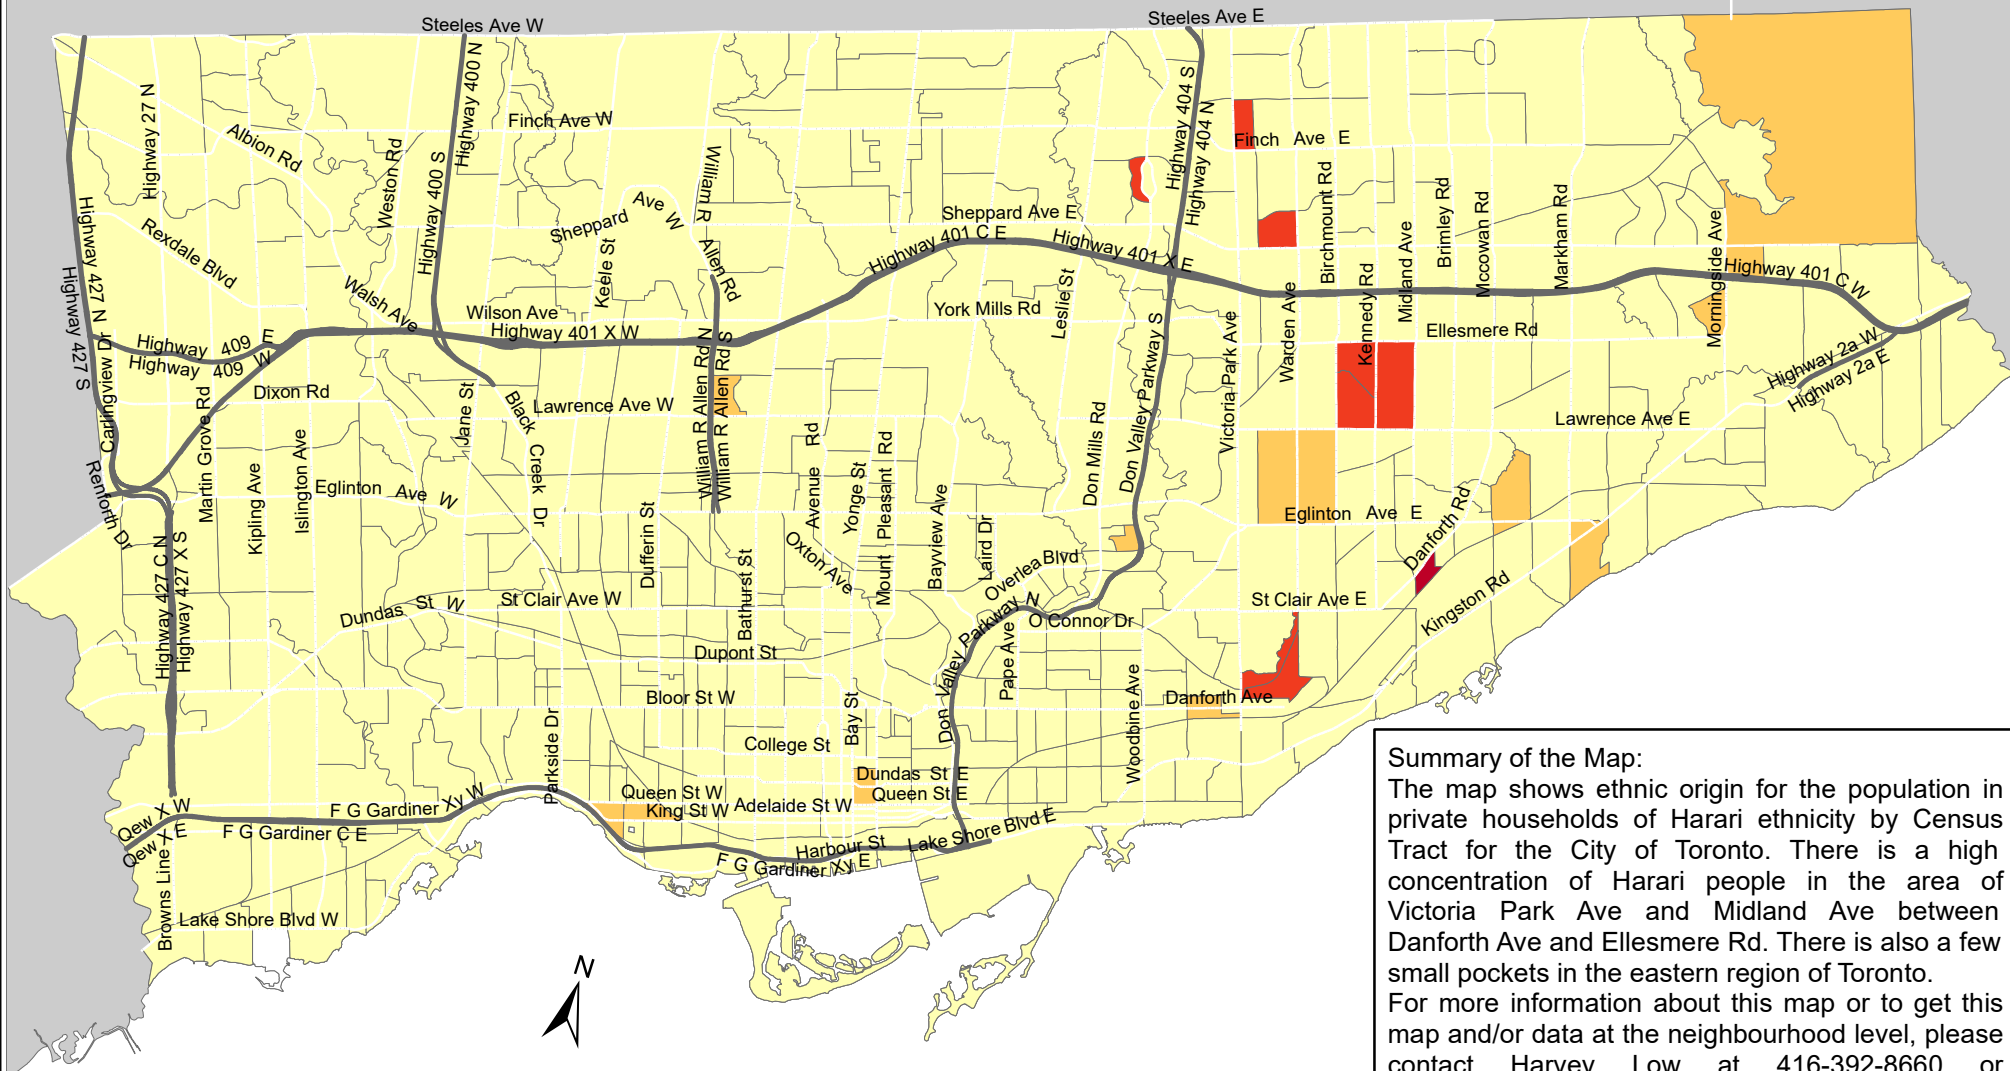 Steeles Ave W
Steeles Ave E
Highway 400 N
Highway 404 S
Highway 27 N
Finch Ave W
Highway 404 N
Finch Ave E
Albion Rd
Weston Rd
Highway 400 S
William R Allen Rd
Birchmount Rd
Brimley Rd
Mccowan Rd
Markham Rd
Highway 427 N
Rexdale Blvd
Sheppard Ave W
Keele St
Sheppard Ave E
Highway 401 C E
Highway 401 X E
Midland Ave
Morningside Ave
Highway 401 C W
Highway 427 S
Walsh Ave
Wilson Ave
Highway 401 X W
York Mills Rd
Leslie St
Kennedy Rd
Warden Ave
Ellesmere Rd
Highway 409 E
Highway 409 W
Carlingview Dr
Dixon Rd
Martin Grove Rd
Jane St
Black Creek Dr
Lawrence Ave W
William R Allen Rd N
William R Allen Rd S
Don Valley Parkway S
Victoria Park Ave
Highway 2a W
Highway 2a E
Lawrence Ave E
Renforth Dr
Kipling Ave
Islington Ave
Eglinton Ave W
Dufferin St
Avenue Rd
Yonge St
Mount Pleasant Rd
Bayview Ave
Laird Dr
Don Mills Rd
Eglinton Ave E
Danforth Rd
Highway 427 C N
Highway 427 X S
Bathurst St
Oxton Ave
Overlea Blvd
Dundas St W
St Clair Ave W
St Clair Ave E
Kingston Rd
Don Valley Parkway N
O Connor Dr
Pape Ave
Dupont St
Bloor St W
Bay St
Woodbine Ave
Danforth Ave
Parkside Dr
College St
Dundas St E
Queen St E
Queen St W
King St W
Adelaide St W
Qew X W
Qew X E
F G Gardiner Xy W
F G Gardiner C E
Harbour St
Lake Shore Blvd E
F G Gardiner Xy E
Browns Line
Lake Shore Blvd W
N
Summary of the Map:
The map shows ethnic origin for the population in
private households of Harari ethnicity by Census
Tract for the City of Toronto. There is a high
concentration of Harari people in the area of
Victoria Park Ave and Midland Ave between
Danforth Ave and Ellesmere Rd. There is also a few
small pockets in the eastern region of Toronto.
For more information about this map or to get this
map and/or data at the neighbourhood level, please
contact Harvey Low at 416-392-8660 or